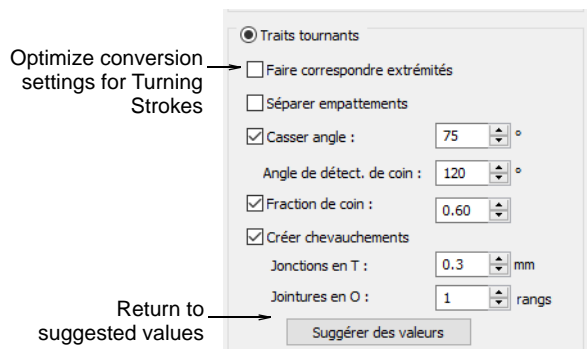 Traits tournants
Optimize conversion
settings for Turning
Strokes
Faire correspondre extrémités
Séparer empattements
Casser angle : 75 °
Angle de détect. de coin : 120 °
Fraction de coin : 0.60
Créer chevauchements
Jonctions en T : 0.3 mm
Jointures en O : 1 rangs
Return to
suggested values
Suggérer des valeurs